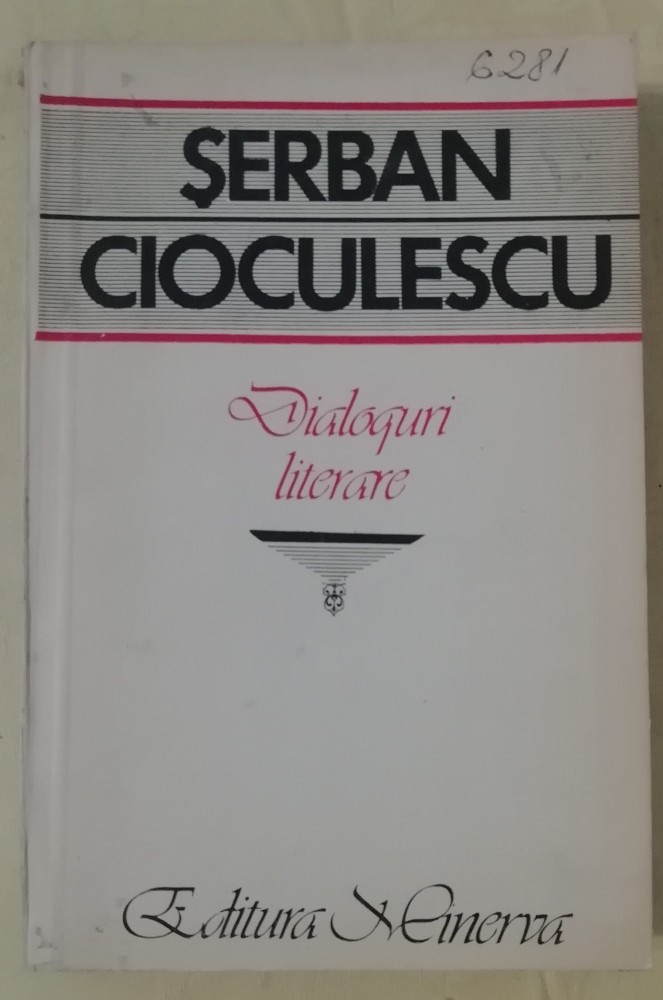 6281
ŞERBAN
CIOCULESCU
Dialoguri
literare
Editura Minerva